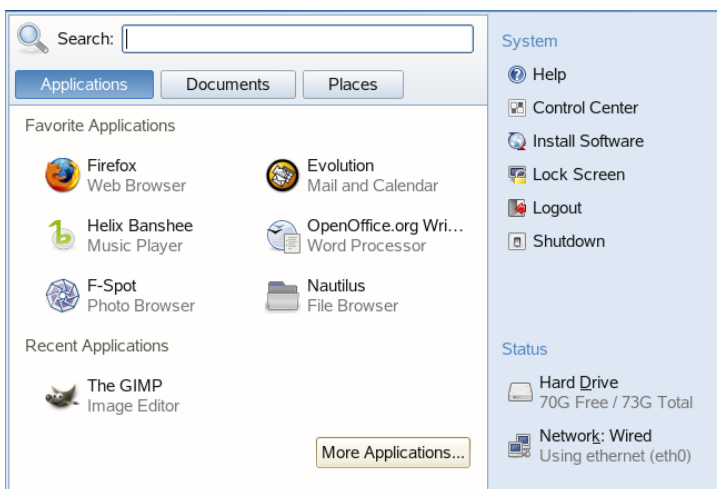 Search:
Applications
Documents
Places
Favorite Applications
Firefox
Web Browser
Evolution
Mail and Calendar
Helix Banshee
Music Player
OpenOffice.org Wri...
Word Processor
F-Spot
Photo Browser
Nautilus
File Browser
Recent Applications
The GIMP
Image Editor
More Applications...
System
Help
Control Center
Install Software
Lock Screen
Logout
Shutdown
Status
Hard Drive
70G Free / 73G Total
Network: Wired
Using ethernet (eth0)